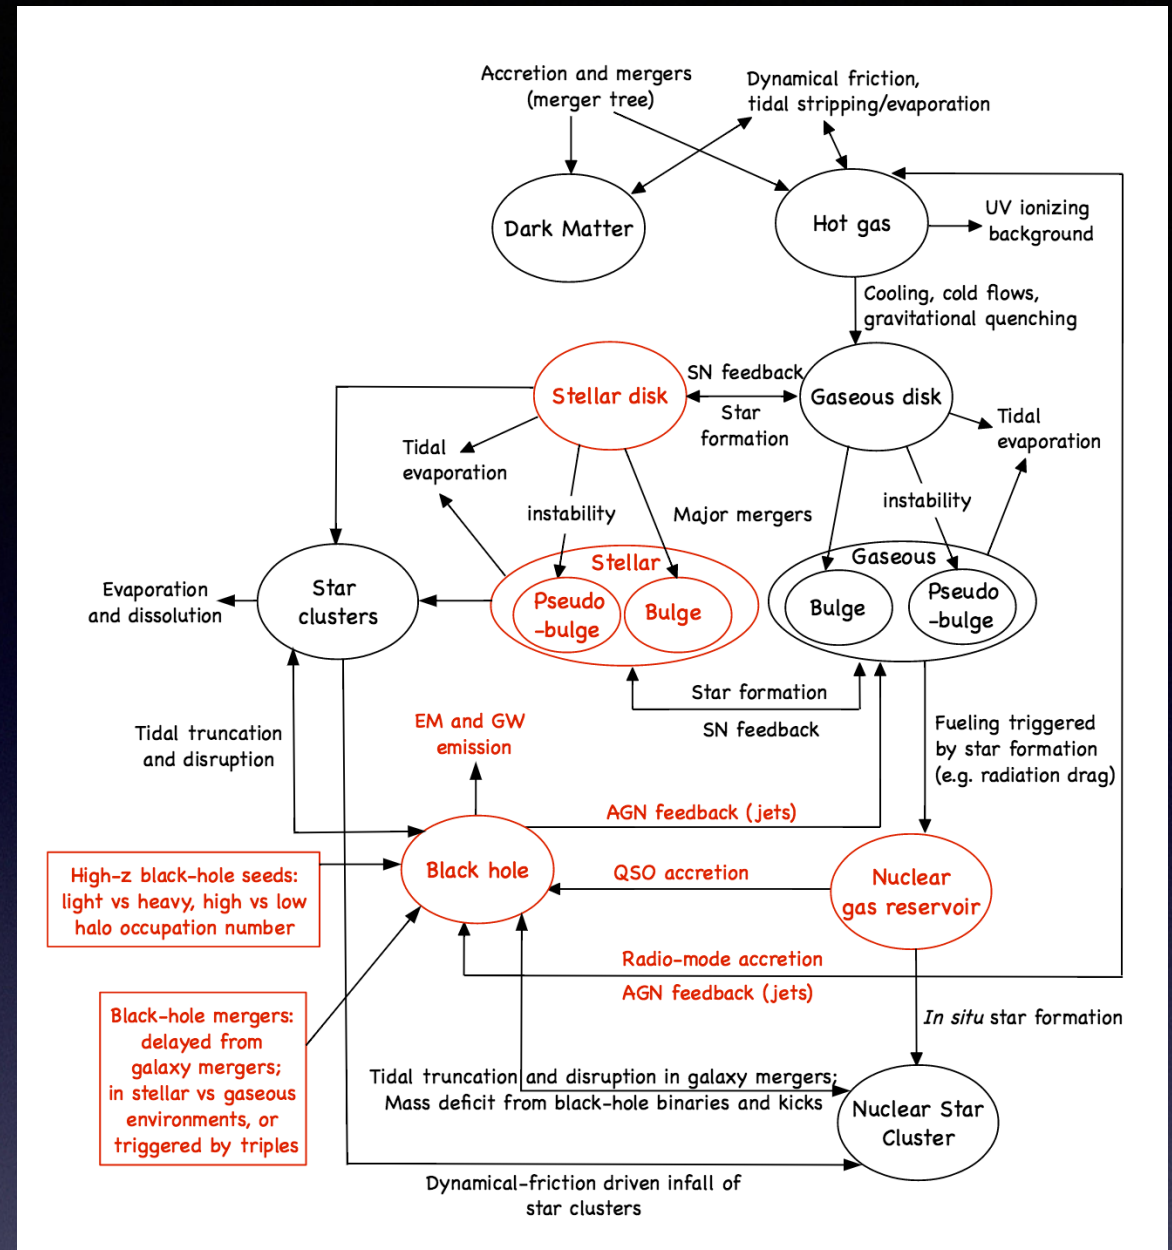 Accretion and mergers
(merger tree)
Dynamical friction,
tidal stripping/evaporation
Dark Matter
Hot gas
UV ionizing
background
Cooling, cold flows,
gravitational quenching
Stellar disk
SN feedback
Star
formation
Gaseous disk
Tidal
evaporation
Tidal
evaporation
instability
Major mergers
instability
Stellar
Pseudo
-bulge
Bulge
Gaseous
Bulge
Pseudo
-bulge
Evaporation
and dissolution
Star
clusters
Star formation
SN feedback
Tidal truncation
and disruption
EM and GW
emission
Fueling triggered
by star formation
(e.g. radiation drag)
AGN feedback (jets)
Black hole
QSO accretion
Nuclear
gas reservoir
High-z black-hole seeds:
light vs heavy, high vs low
halo occupation number
Radio-mode accretion
AGN feedback (jets)
Black-hole mergers:
delayed from
galaxy mergers;
in stellar vs gaseous
environments, or
triggered by triples
In situ star formation
Tidal truncation and disruption in galaxy mergers;
Mass deficit from black-hole binaries and kicks
Nuclear Star
Cluster
Dynamical-friction driven infall of
star clusters